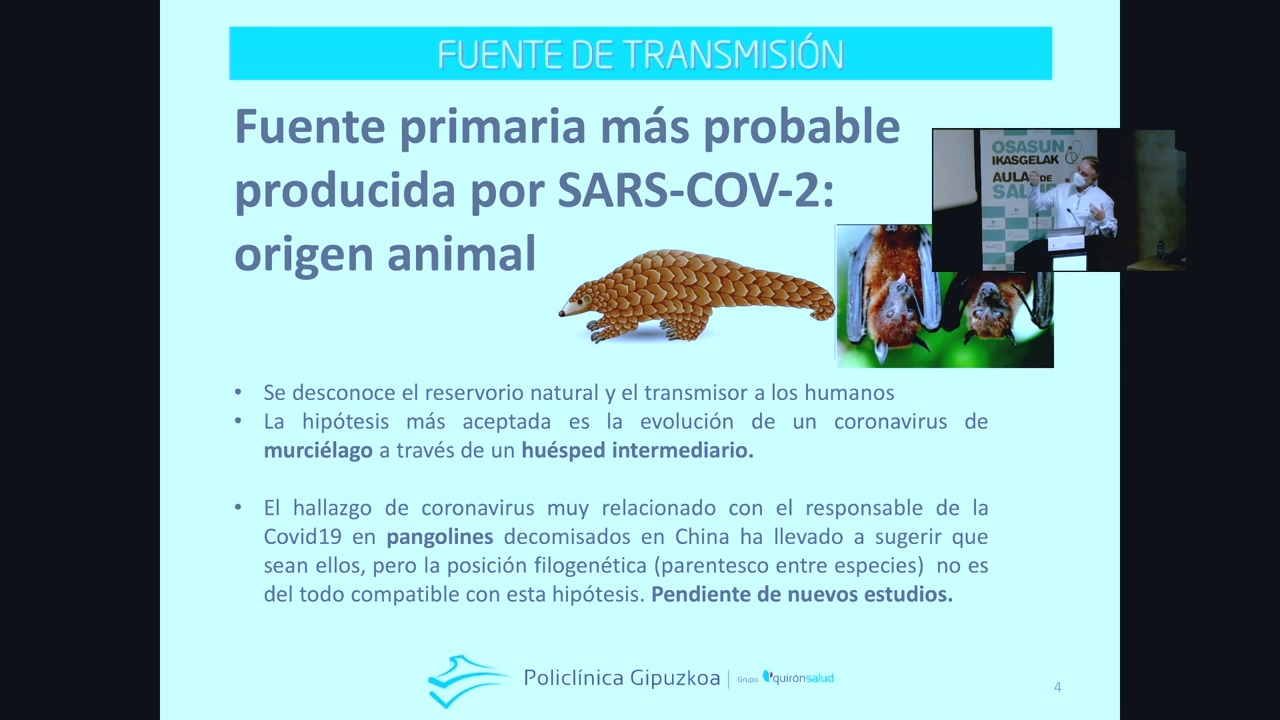 FUENTE DE TRANSMISIÓN
Fuente primaria más probable
producida por SARS-COV-2:
origen animal
OSASUN
IKASGELAK
AULA DE
SALUD
• Se desconoce el reservorio natural y el transmisor a los humanos
• La hipótesis más aceptada es la evolución de un coronavirus de
murciélago a través de un huésped intermediario.
• El hallazgo de coronavirus muy relacionado con el responsable de la
Covid19 en pangolines decomisados en China ha llevado a sugerir que
sean ellos, pero la posición filogenética (parentesco entre especies) no es
del todo compatible con esta hipótesis. Pendiente de nuevos estudios.
Policlínica Gipuzkoa | Grupo quirónsalud
4